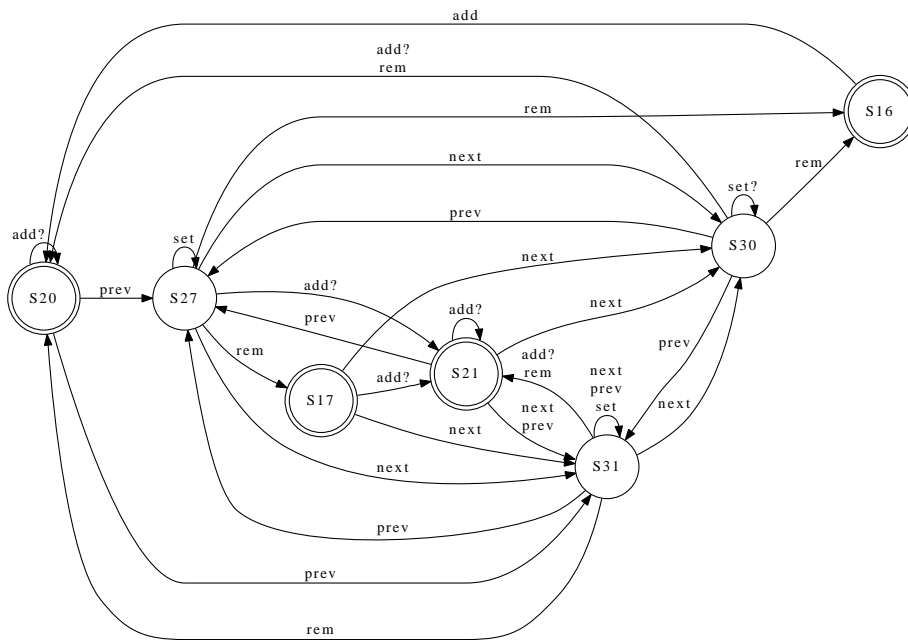 add
add?
rem
S16
rem
next
rem
set?
prev
S30
add?
set
next
S20
prev
S27
add?
prev
add?
next
rem
S21
prev
add?
rem
next
prev
set
S17
add?
next
next
prev
next
S31
next
prev
prev
rem